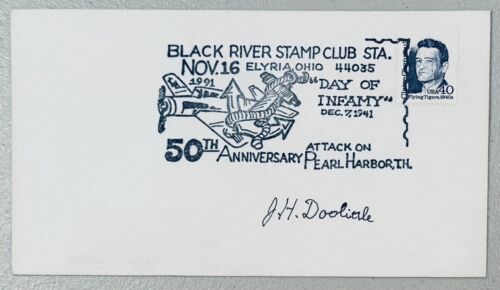 BLACK RIVER STAMP CLUB STA.
NOV. 16 ELYRIA, OHIO 44035
1991
"DAY OF
INFAMY"
DEC. 7, 1941
50TH ANNIVERSARY ATTACK ON
PEARL HARBOR, T.H.
USA 40
Flying Tigers, 1940s
J.H. Doolittle